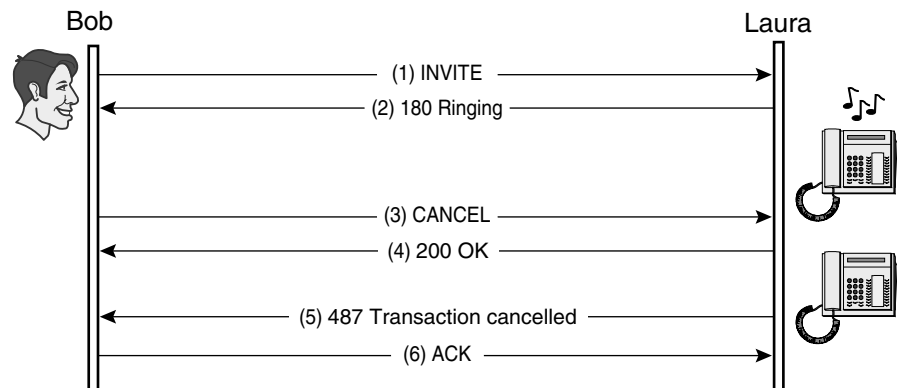 Bob
Laura
(1) INVITE
(2) 180 Ringing
(3) CANCEL
(4) 200 OK
(5) 487 Transaction cancelled
(6) ACK